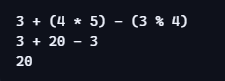 3 + (4 * 5) - (3 % 4)
3 + 20 - 3
20